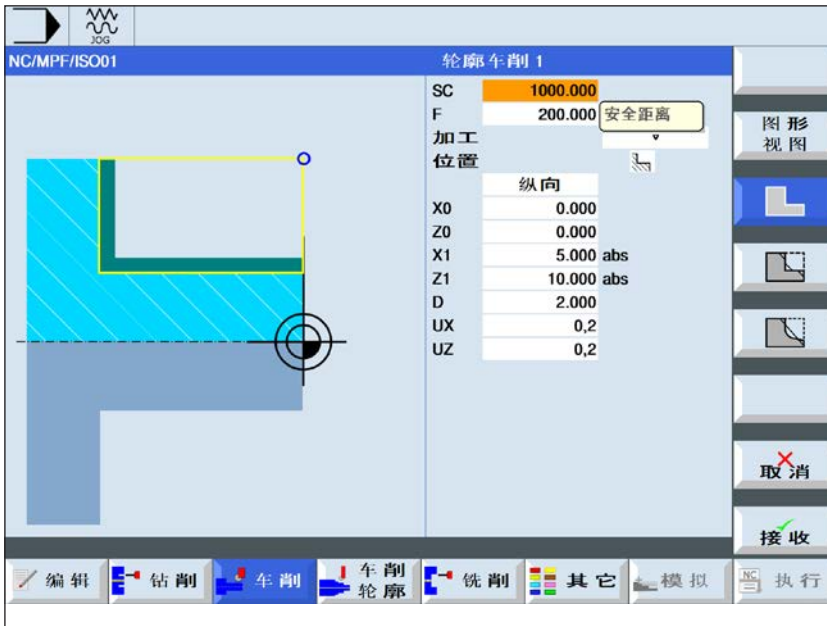 JOG
NC/MPF/ISO01
轮廓车削 1
SC 1000.000
F 200.000 安全距离
加工
位置
纵向
X0 0.000
Z0 0.000
X1 5.000 abs
Z1 10.000 abs
D 2.000
UX 0,2
UZ 0,2
图形
视图
取消
接收
编辑
钻削
车削
车削
轮廓
铣削
其它
模拟
NC
执行